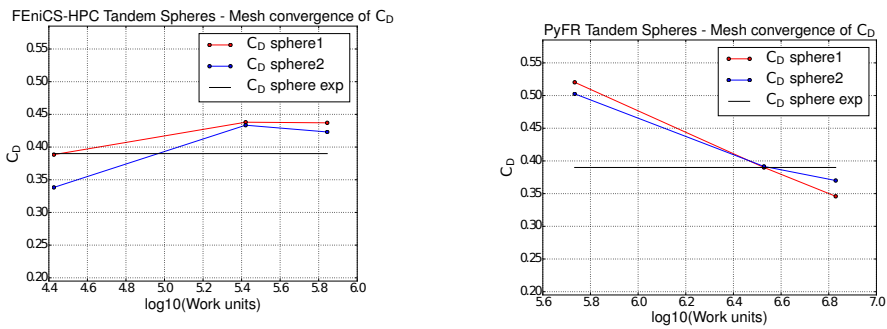 FEniCS-HPC Tandem Spheres - Mesh convergence of C_D
C_D sphere1
C_D sphere2
C_D sphere exp
C_D
0.55
0.50
0.45
0.40
0.35
0.30
0.25
0.20
4.4 4.6 4.8 5.0 5.2 5.4 5.6 5.8 6.0
log10(Work units)
PyFR Tandem Spheres - Mesh convergence of C_D
C_D sphere1
C_D sphere2
C_D sphere exp
C_D
0.55
0.50
0.45
0.40
0.35
0.30
0.25
0.20
5.6 5.8 6.0 6.2 6.4 6.6 6.8 7.0
log10(Work units)